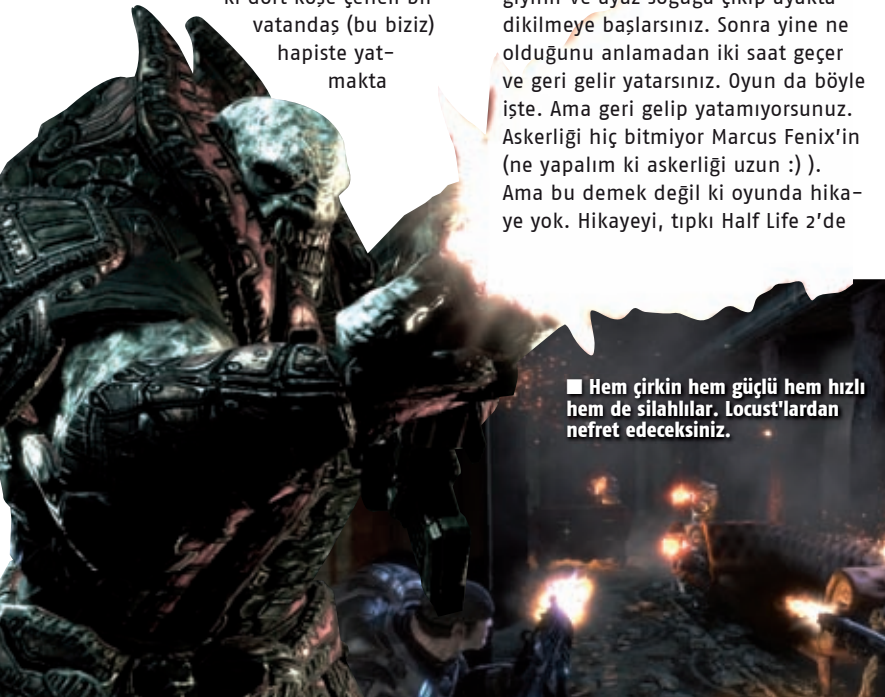 vatandaş (bu biziz)
hapiste yat-
makta
dikilmeye başlarsınız. Sonra yine ne
olduğunu anlamadan iki saat geçer
ve geri gelir yatarsınız. Oyun da böyle
işte. Ama geri gelip yatamıyorsunuz.
Askerliği hiç bitmiyor Marcus Fenix’in
(ne yapalım ki askerliği uzun :) ).
Ama bu demek değil ki oyunda hika-
ye yok. Hikayeyi, tıpkı Half Life 2’de
■ Hem çirkin hem güçlü hem hızlı
hem de silahlılar. Locust'lardan
nefret edeceksiniz.